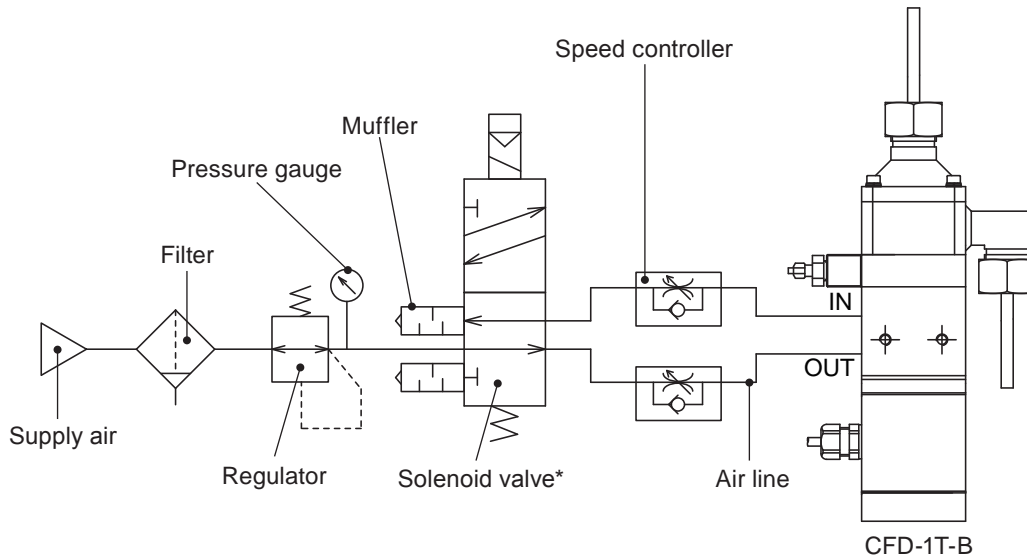 Speed controller
Muffler
Pressure gauge
Filter
IN
OUT
Supply air
Regulator
Solenoid valve*
Air line
CFD-1T-B